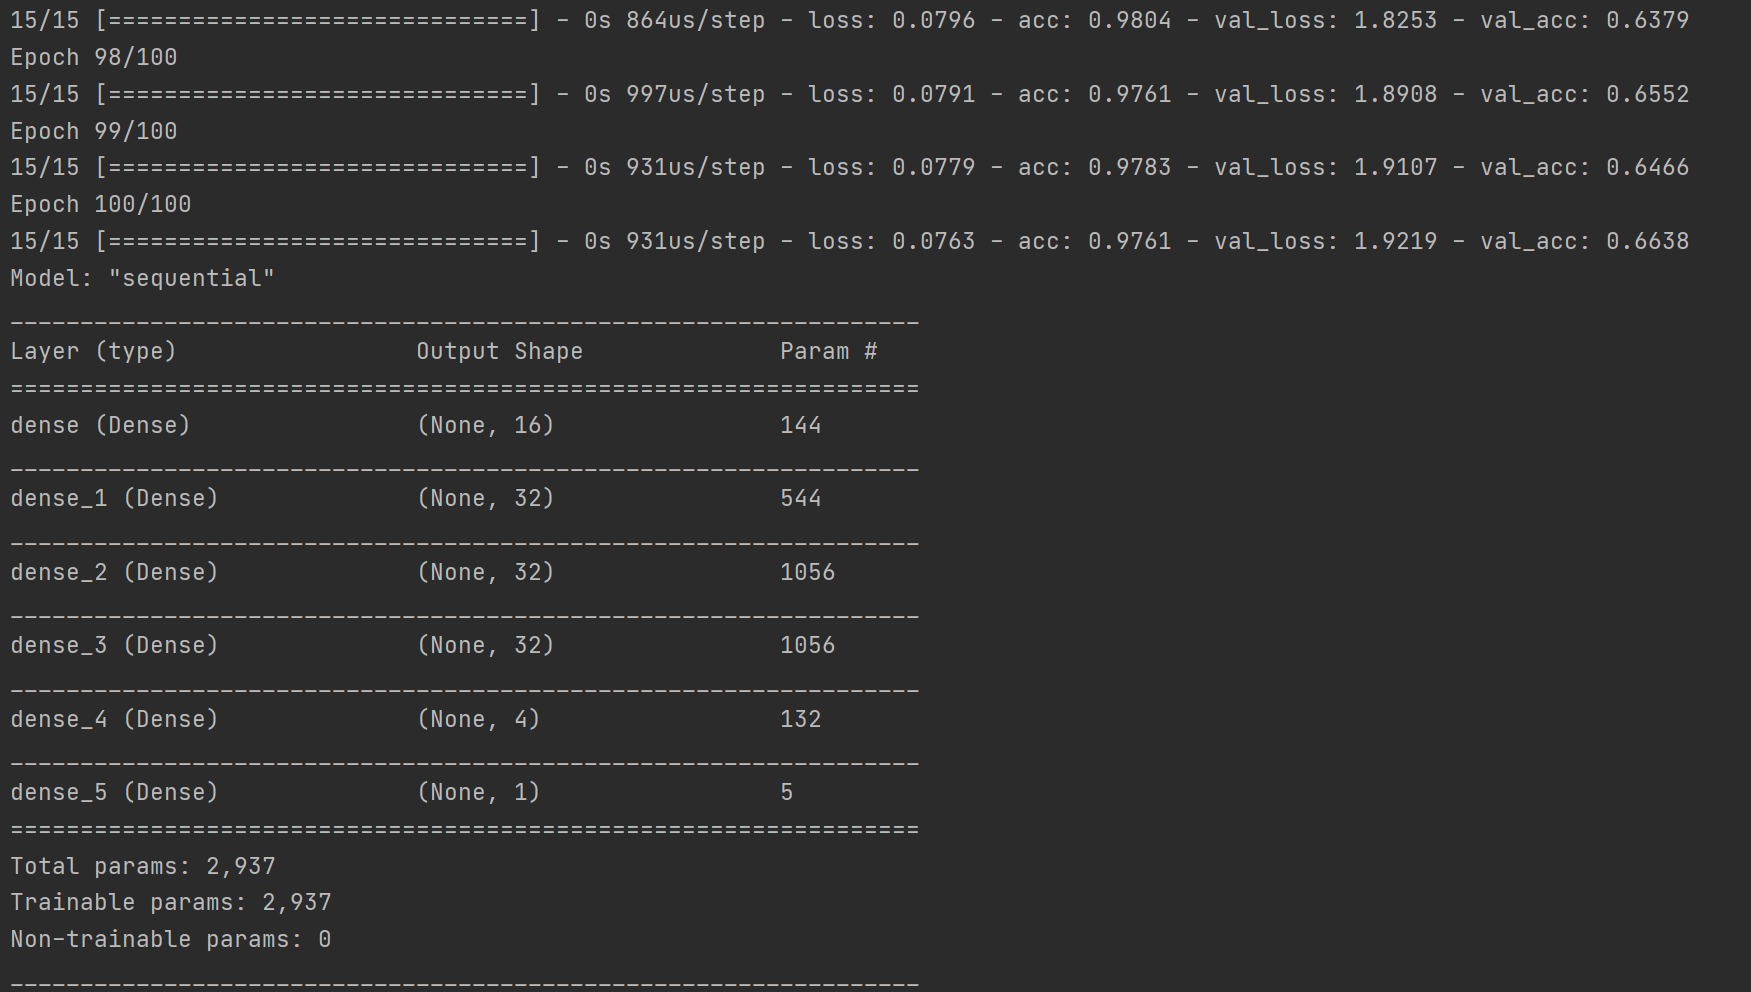 15/15 [==============================] - 0s 864us/step - loss: 0.0796 - acc: 0.9804 - val_loss: 1.8253 - val_acc: 0.6379
Epoch 98/100
15/15 [==============================] - 0s 997us/step - loss: 0.0791 - acc: 0.9761 - val_loss: 1.8908 - val_acc: 0.6552
Epoch 99/100
15/15 [==============================] - 0s 931us/step - loss: 0.0779 - acc: 0.9783 - val_loss: 1.9107 - val_acc: 0.6466
Epoch 100/100
15/15 [==============================] - 0s 931us/step - loss: 0.0763 - acc: 0.9761 - val_loss: 1.9219 - val_acc: 0.6638
Model: "sequential"
_________________________________________________________________
Layer (type)                 Output Shape              Param #
=================================================================
dense (Dense)                (None, 16)                144
_________________________________________________________________
dense_1 (Dense)              (None, 32)                544
_________________________________________________________________
dense_2 (Dense)              (None, 32)                1056
_________________________________________________________________
dense_3 (Dense)              (None, 32)                1056
_________________________________________________________________
dense_4 (Dense)              (None, 4)                 132
_________________________________________________________________
dense_5 (Dense)              (None, 1)                 5
=================================================================
Total params: 2,937
Trainable params: 2,937
Non-trainable params: 0
_________________________________________________________________